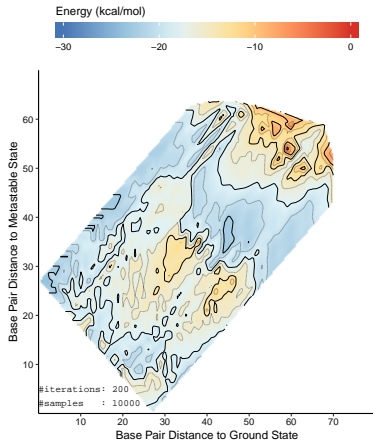 Energy (kcal/mol)
−30 −20 −10 0
Base Pair Distance to Metastable State
60
50
40
30
20
10
#iterations: 200
#samples   : 10000
10 20 30 40 50 60 70
Base Pair Distance to Ground State